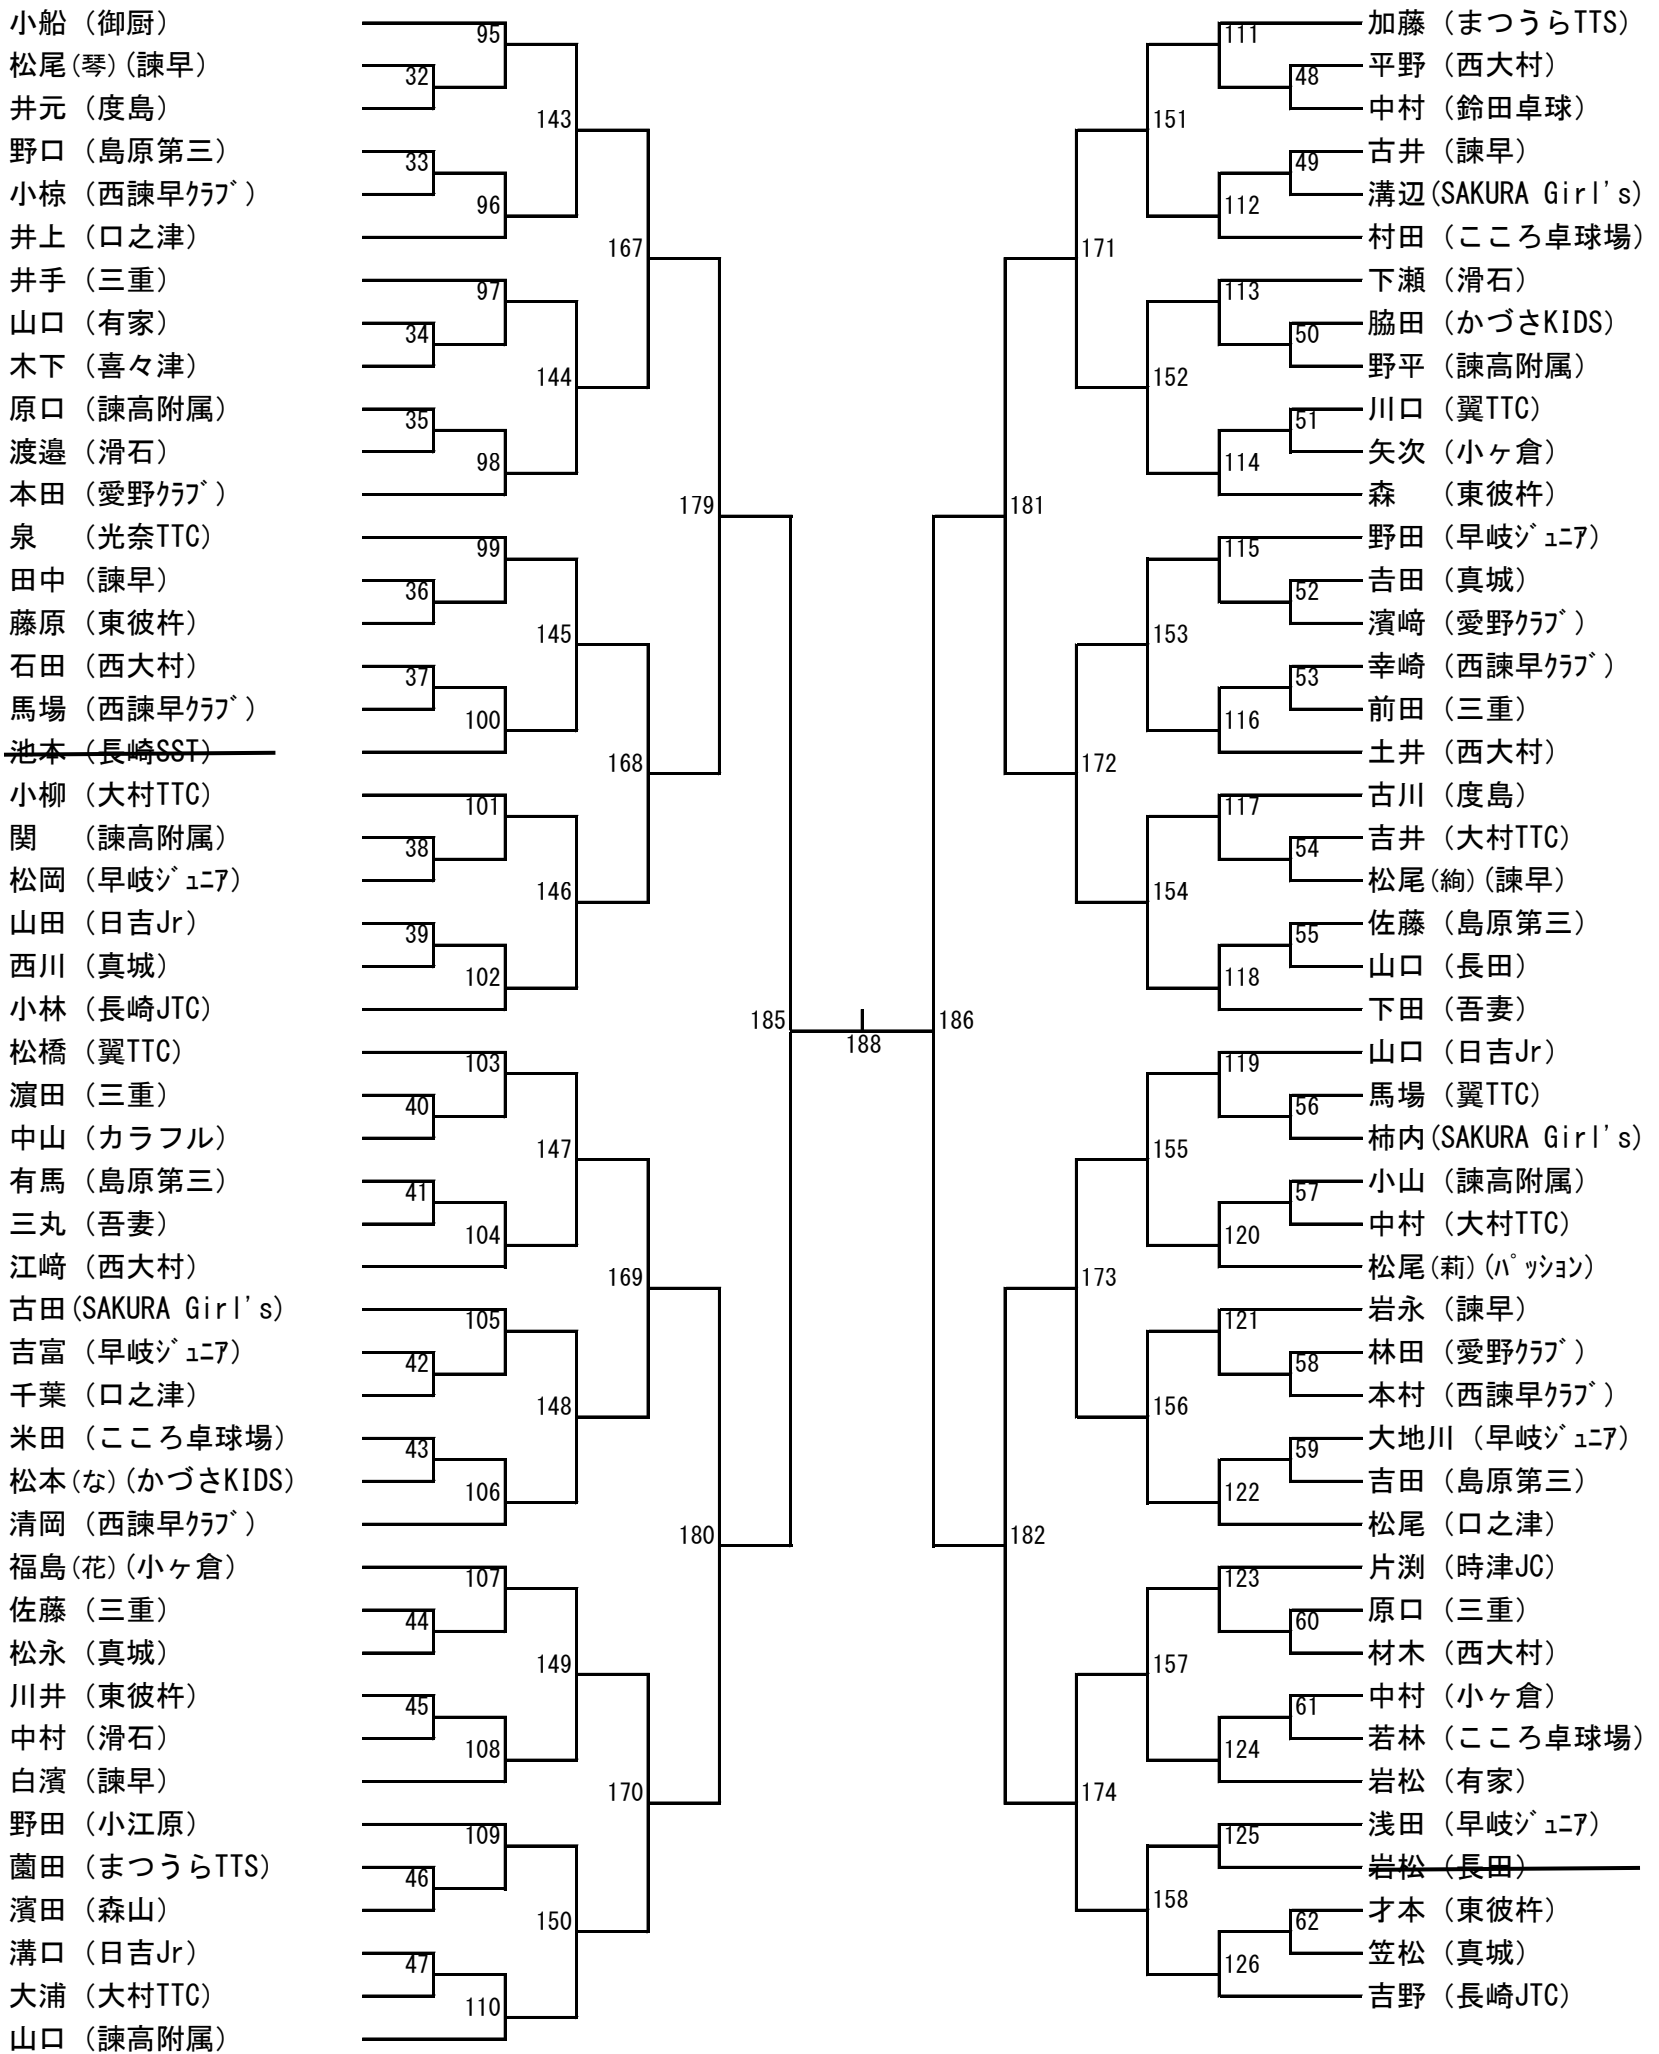 小船 (御厨)
松尾(琴)(諫早)
井元 (度島)
野口 (島原第三)
小椋 (西諫早ｸﾗﾌﾞ)
井上 (口之津)
井手 (三重)
山口 (有家)
木下 (喜々津)
原口 (諫高附属)
渡邉 (滑石)
本田 (愛野ｸﾗﾌﾞ)
泉 (光奈TTC)
田中 (諫早)
藤原 (東彼杵)
石田 (西大村)
馬場 (西諫早ｸﾗﾌﾞ)
池本 (長崎SST)
小柳 (大村TTC)
関 (諫高附属)
松岡 (早岐ｼﾞｭﾆｱ)
山田 (日吉Jr)
西川 (真城)
小林 (長崎JTC)
松橋 (翼TTC)
濵田 (三重)
中山 (カラフル)
有馬 (島原第三)
三丸 (吾妻)
江﨑 (西大村)
古田(SAKURA Girl's)
吉富 (早岐ｼﾞｭﾆｱ)
千葉 (口之津)
米田 (こころ卓球場)
松本(な)(かづさKIDS)
清岡 (西諫早ｸﾗﾌﾞ)
福島(花)(小ヶ倉)
佐藤 (三重)
松永 (真城)
川井 (東彼杵)
中村 (滑石)
白濱 (諫早)
野田 (小江原)
薗田 (まつうらTTS)
濱田 (森山)
溝口 (日吉Jr)
大浦 (大村TTC)
山口 (諫高附属)
32
33
34
35
36
37
38
39
40
41
42
43
44
45
46
47
95
96
97
98
99
100
101
102
103
104
105
106
107
108
109
110
143
144
145
146
147
148
149
150
167
168
169
170
179
180
185
188
186
181
182
171
172
173
174
151
152
153
154
155
156
157
158
111
112
113
114
115
116
117
118
119
120
121
122
123
124
125
126
48
49
50
51
52
53
54
55
56
57
58
59
60
61
62
加藤 (まつうらTTS)
平野 (西大村)
中村 (鈴田卓球)
古井 (諫早)
溝辺(SAKURA Girl's)
村田 (こころ卓球場)
下瀬 (滑石)
脇田 (かづさKIDS)
野平 (諫高附属)
川口 (翼TTC)
矢次 (小ヶ倉)
森 (東彼杵)
野田 (早岐ｼﾞｭﾆｱ)
𠮷田 (真城)
濱﨑 (愛野ｸﾗﾌﾞ)
幸崎 (西諫早ｸﾗﾌﾞ)
前田 (三重)
土井 (西大村)
古川 (度島)
吉井 (大村TTC)
松尾(絢)(諫早)
佐藤 (島原第三)
山口 (長田)
下田 (吾妻)
山口 (日吉Jr)
馬場 (翼TTC)
柿内(SAKURA Girl's)
小山 (諫高附属)
中村 (大村TTC)
松尾(莉)(ﾊﾟｯｼｮﾝ)
岩永 (諫早)
林田 (愛野ｸﾗﾌﾞ)
本村 (西諫早ｸﾗﾌﾞ)
大地川 (早岐ｼﾞｭﾆｱ)
吉田 (島原第三)
松尾 (口之津)
片渕 (時津JC)
原口 (三重)
材木 (西大村)
中村 (小ヶ倉)
若林 (こころ卓球場)
岩松 (有家)
浅田 (早岐ｼﾞｭﾆｱ)
岩松 (長田)
才本 (東彼杵)
笠松 (真城)
吉野 (長崎JTC)